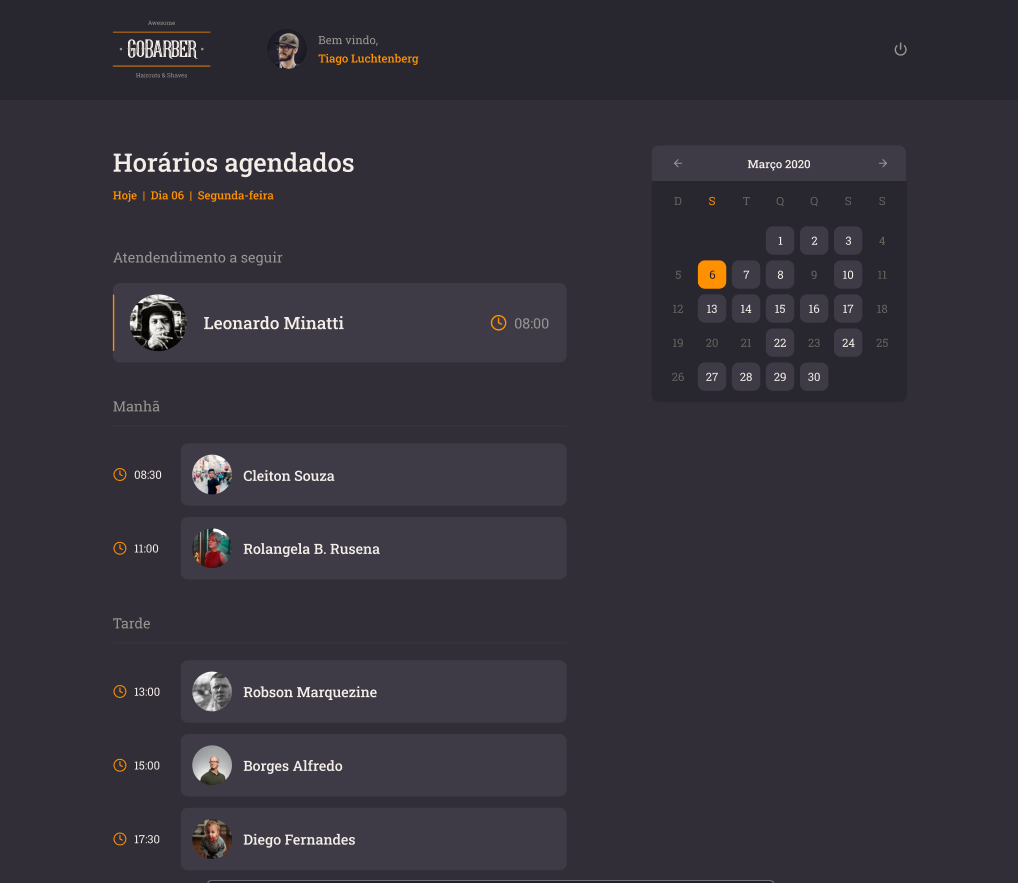 Awesome
· GOBARBER ·
Haircuts & Shaves
Bem vindo,
Tiago Luchtenberg
Horários agendados
Hoje | Dia 06 | Segunda-feira
Atendendimento a seguir
Leonardo Minatti
08:00
Manhã
08:30
Cleiton Souza
11:00
Rolangela B. Rusena
Tarde
13:00
Robson Marquezine
15:00
Borges Alfredo
17:30
Diego Fernandes
Março 2020
D S T Q Q S S
1 2 3 4
5 6 7 8 9 10 11
12 13 14 15 16 17 18
19 20 21 22 23 24 25
26 27 28 29 30